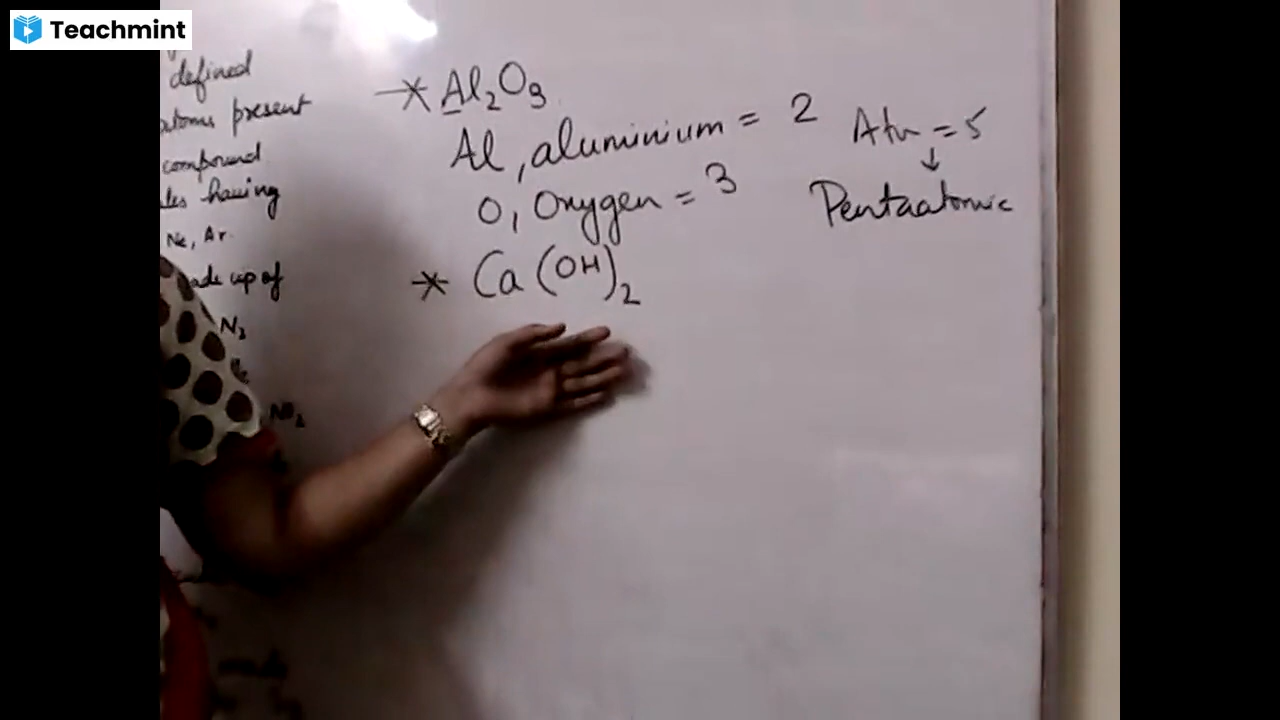 Teachmint
defined
atoms present
compound
les having
Ne, Ar.
ade up of
N₂
* Al₂O₃
Al, aluminium = 2
O, Oxygen = 3
Atn = 5
↓
Pentaatomic
* Ca(OH)₂